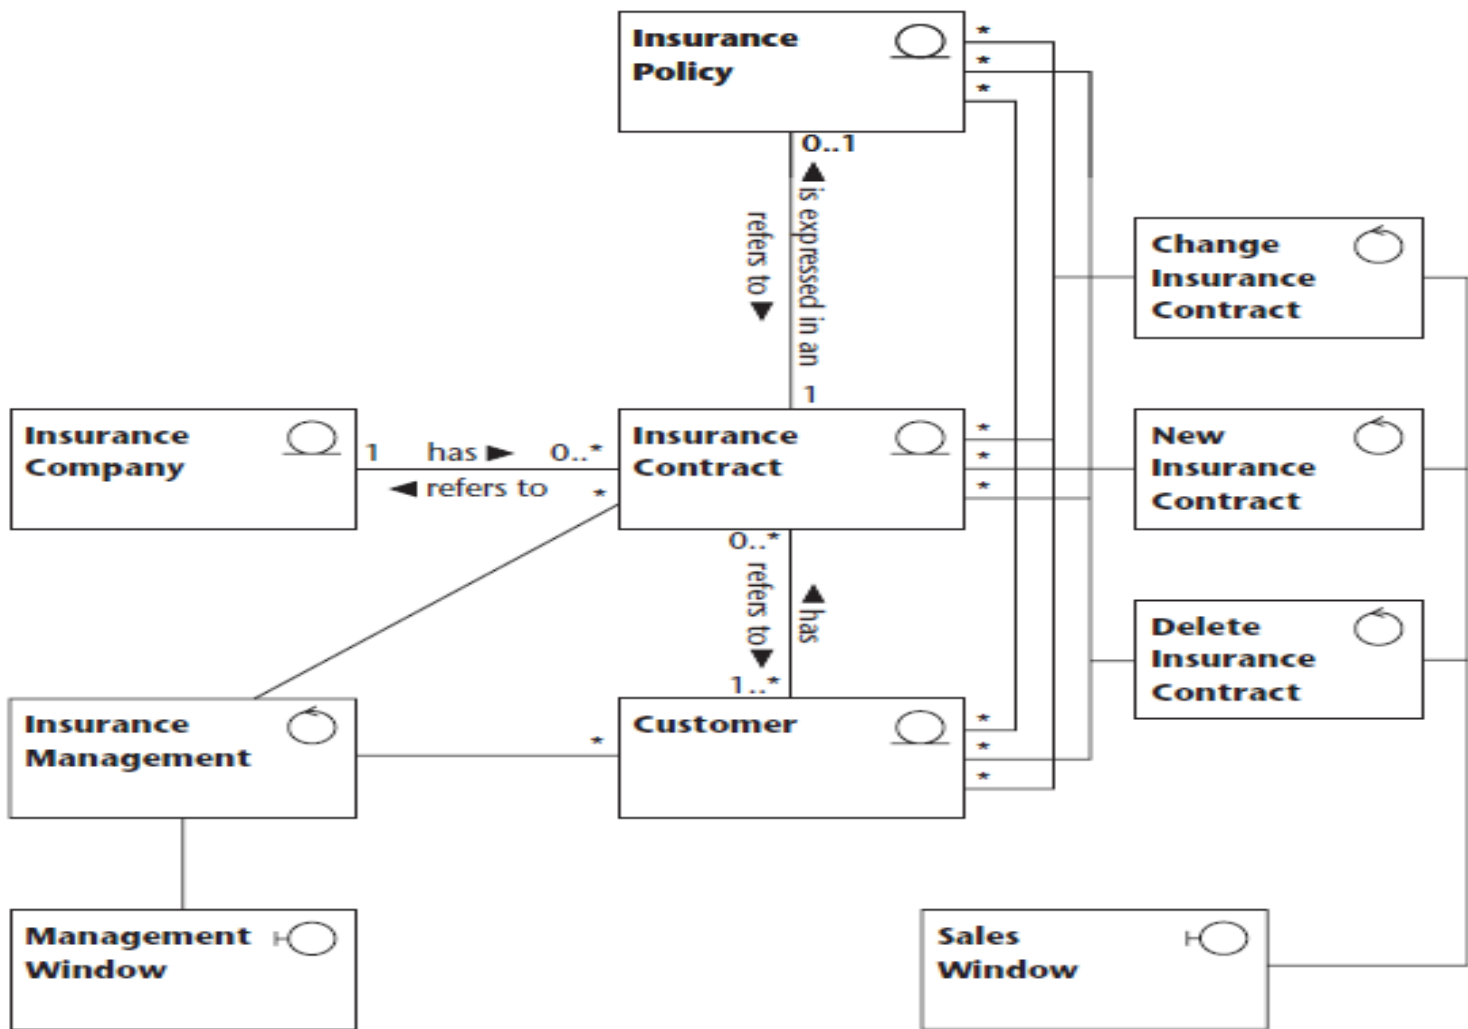 Insurance
Policy
*
*
*
0..1
is expressed in an
refers to
1
Change
Insurance
Contract
Insurance
Company
1
has
0..*
refers to
*
Insurance
Contract
*
*
*
New
Insurance
Contract
0..*
refers to
has
1..*
Delete
Insurance
Contract
Insurance
Management
*
Customer
*
*
*
Management
Window
Sales
Window